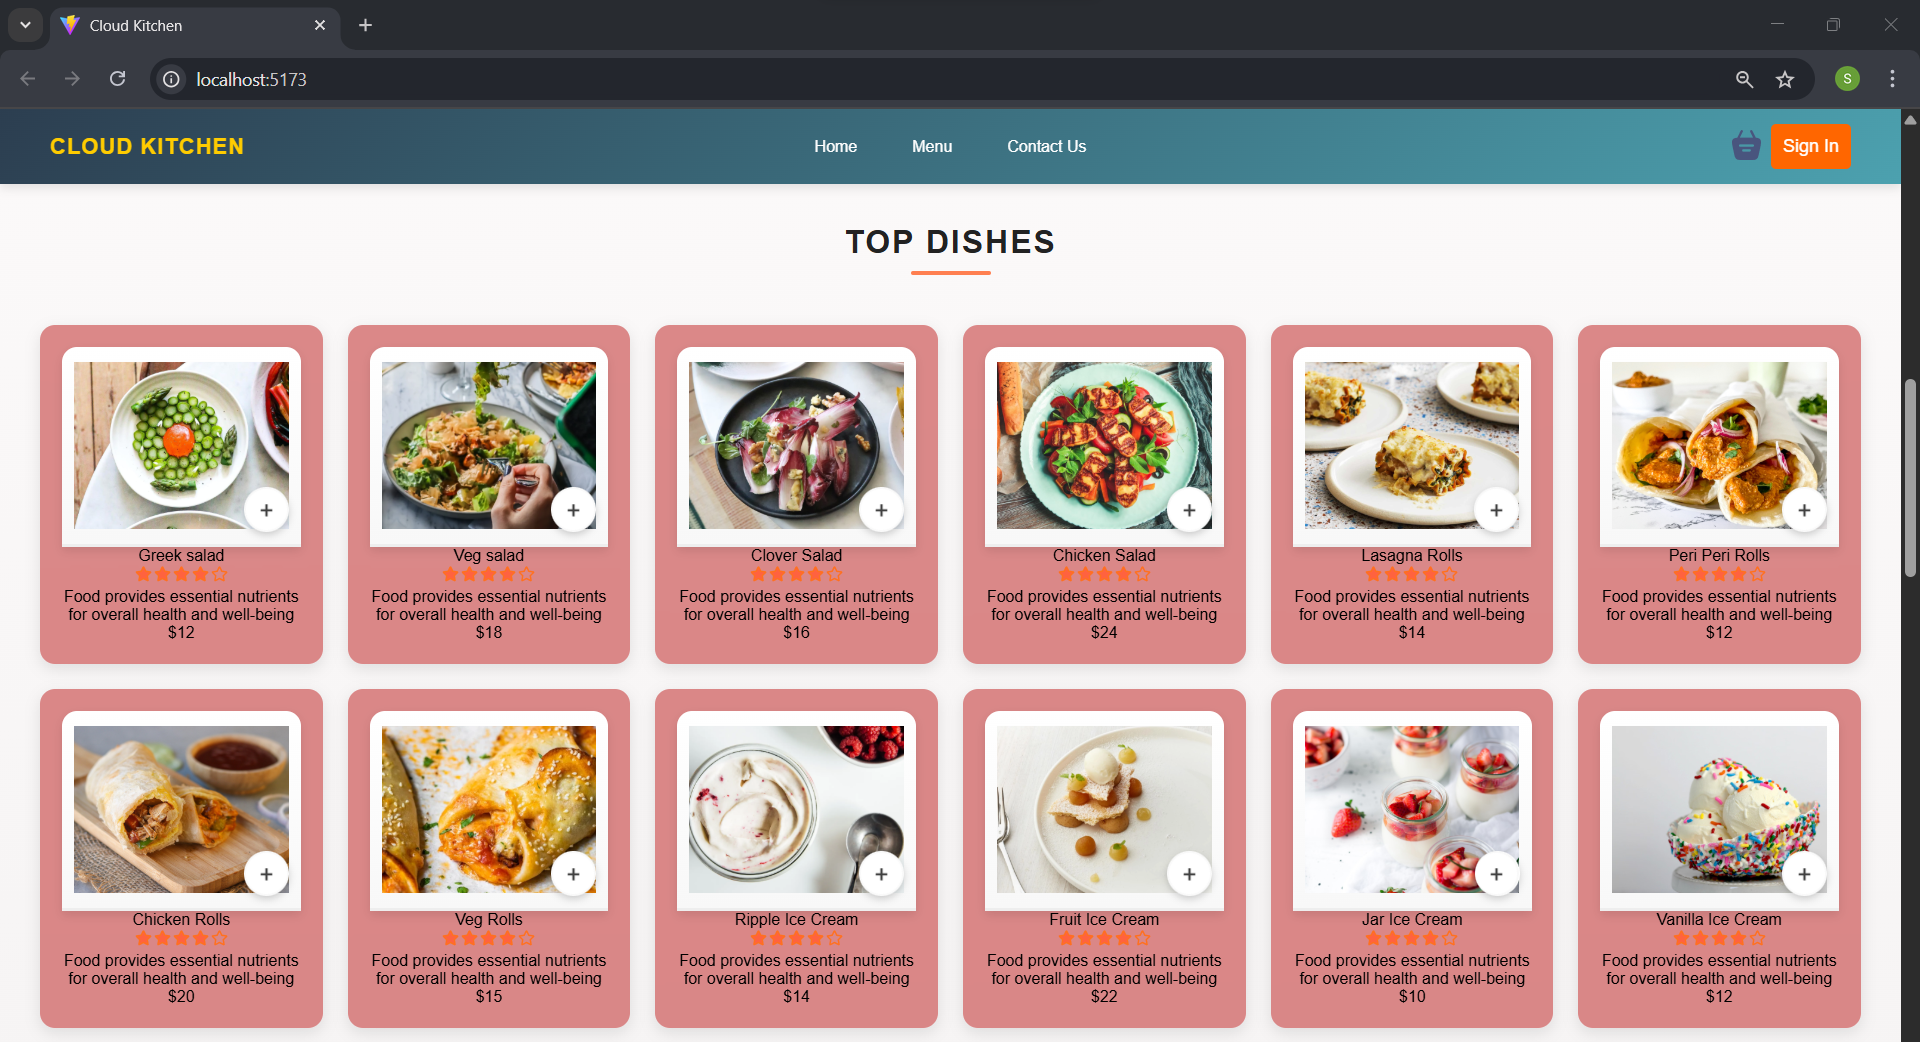 Cloud Kitchen
localhost:5173
S
CLOUD KITCHEN
Home
Menu
Contact Us
Sign In
TOP DISHES
+
Greek salad
Food provides essential nutrients
for overall health and well-being
$12
+
Veg salad
Food provides essential nutrients
for overall health and well-being
$18
+
Clover Salad
Food provides essential nutrients
for overall health and well-being
$16
+
Chicken Salad
Food provides essential nutrients
for overall health and well-being
$24
+
Lasagna Rolls
Food provides essential nutrients
for overall health and well-being
$14
+
Peri Peri Rolls
Food provides essential nutrients
for overall health and well-being
$12
+
Chicken Rolls
Food provides essential nutrients
for overall health and well-being
$20
+
Veg Rolls
Food provides essential nutrients
for overall health and well-being
$15
+
Ripple Ice Cream
Food provides essential nutrients
for overall health and well-being
$14
+
Fruit Ice Cream
Food provides essential nutrients
for overall health and well-being
$22
+
Jar Ice Cream
Food provides essential nutrients
for overall health and well-being
$10
+
Vanilla Ice Cream
Food provides essential nutrients
for overall health and well-being
$12